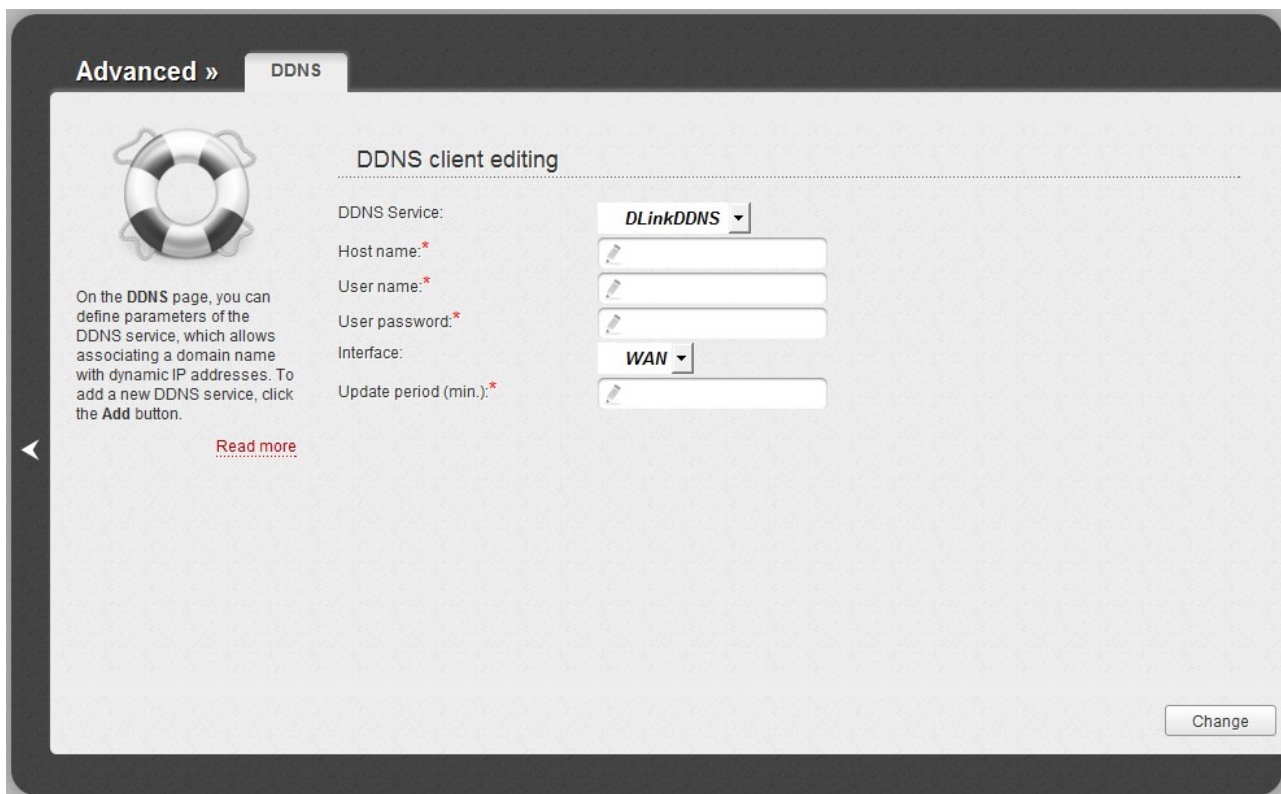 Advanced »
DDNS
On the DDNS page, you can
define parameters of the
DDNS service, which allows
associating a domain name
with dynamic IP addresses. To
add a new DDNS service, click
the Add button.
Read more
DDNS client editing
DDNS Service:
DLinkDDNS
Host name:*
User name:*
User password:*
Interface:
WAN
Update period (min.):*
Change